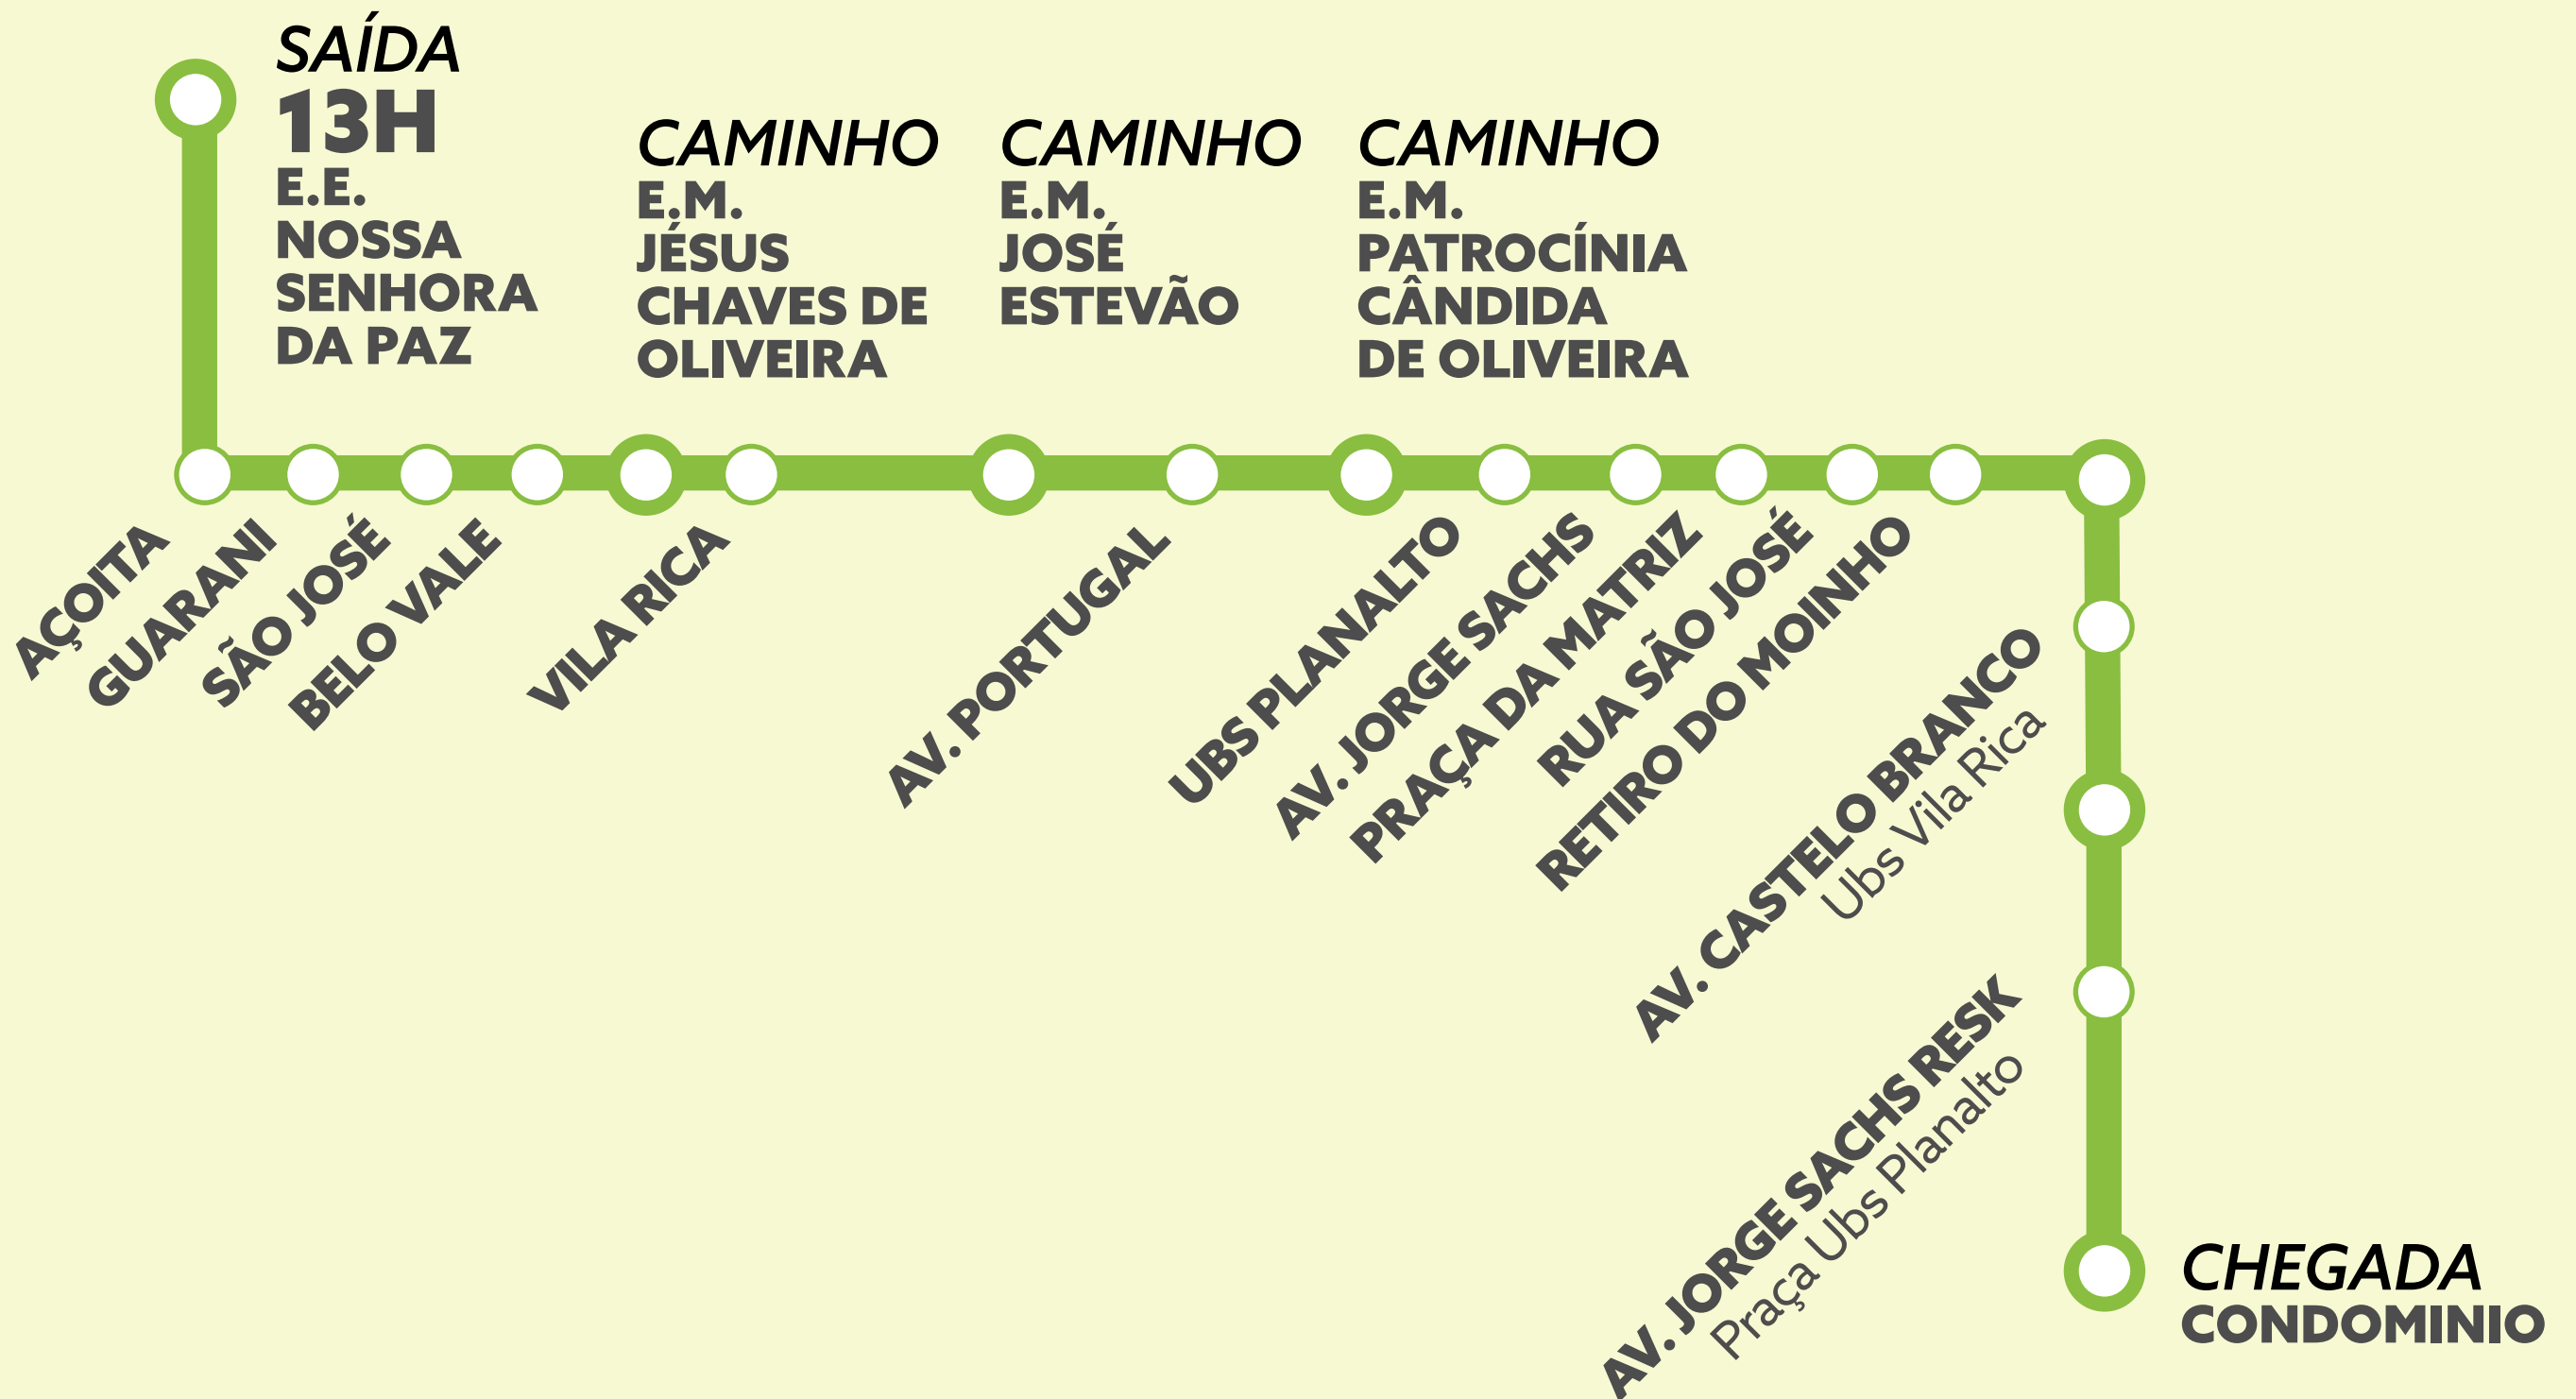 SAÍDA
13H
E.E.
NOSSA
SENHORA
DA PAZ
CAMINHO
E.M.
JÉSUS
CHAVES DE
OLIVEIRA
CAMINHO
E.M.
JOSÉ
ESTEVÃO
CAMINHO
E.M.
PATROCÍNIA
CÂNDIDA
DE OLIVEIRA
AÇOITA
GUARANI
SÃO JOSÉ
BELO VALE
VILA RICA
AV. PORTUGAL
UBS PLANALTO
AV. JORGE SACHS
PRAÇA DA MATRIZ
RUA SÃO JOSÉ
RETIRO DO MOINHO
AV. CASTELO BRANCO
Ubs Vila Rica
AV. JORGE SACHS RESK
Praça Ubs Planalto
CHEGADA
CONDOMINIO